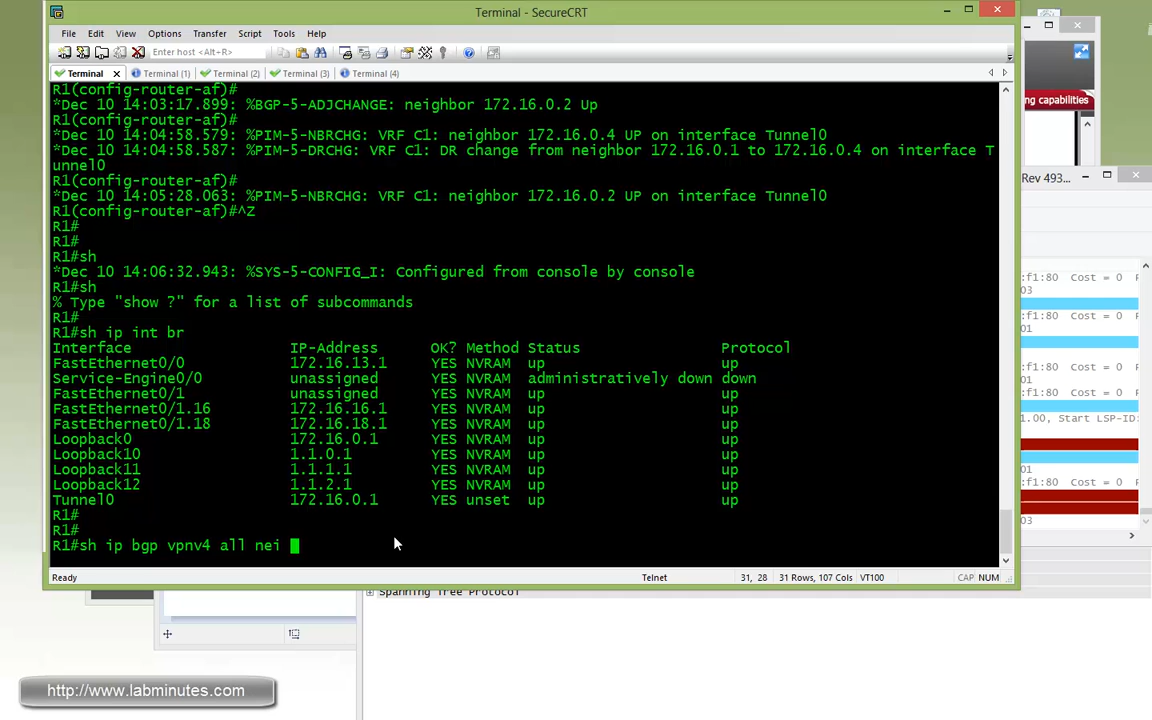 Terminal - SecureCRT
File Edit View Options Transfer Script Tools Help
Enter host <Alt+R>
Terminal Terminal (1) Terminal (2) Terminal (3) Terminal (4)
R1(config-router-af)#
*Dec 10 14:03:17.899: %BGP-5-ADJCHANGE: neighbor 172.16.0.2 Up
R1(config-router-af)#
*Dec 10 14:04:58.579: %PIM-5-NBRCHG: VRF C1: neighbor 172.16.0.4 UP on interface Tunnel0
*Dec 10 14:04:58.587: %PIM-5-DRCHG: VRF C1: DR change from neighbor 172.16.0.1 to 172.16.0.4 on interface T
unnel0
R1(config-router-af)#
*Dec 10 14:05:28.063: %PIM-5-NBRCHG: VRF C1: neighbor 172.16.0.2 UP on interface Tunnel0
R1(config-router-af)#^Z
R1#
R1#
R1#sh
*Dec 10 14:06:32.943: %SYS-5-CONFIG_I: Configured from console by console
R1#sh
% Type "show ?" for a list of subcommands
R1#
R1#sh ip int br
Interface IP-Address OK? Method Status Protocol
FastEthernet0/0 172.16.13.1 YES NVRAM up up
Service-Engine0/0 unassigned YES NVRAM administratively down down
FastEthernet0/1 unassigned YES NVRAM up up
FastEthernet0/1.16 172.16.16.1 YES NVRAM up up
FastEthernet0/1.18 172.16.18.1 YES NVRAM up up
Loopback0 172.16.0.1 YES NVRAM up up
Loopback10 1.1.0.1 YES NVRAM up up
Loopback11 1.1.1.1 YES NVRAM up up
Loopback12 1.1.2.1 YES NVRAM up up
Tunnel0 172.16.0.1 YES unset up up
R1#
R1#
R1#sh ip bgp vpnv4 all nei
Ready Telnet 31, 28 31 Rows, 107 Cols VT100 CAP NUM
ng capabilities
Rev 493...
:f1:80 Cost = 0
03
01
:f1:80 Cost = 0
01
:f1:80 Cost = 0
.00, Start LSP-ID:
01
:f1:80 Cost = 0
03
Spanning Tree Protocol
http://www.labminutes.com